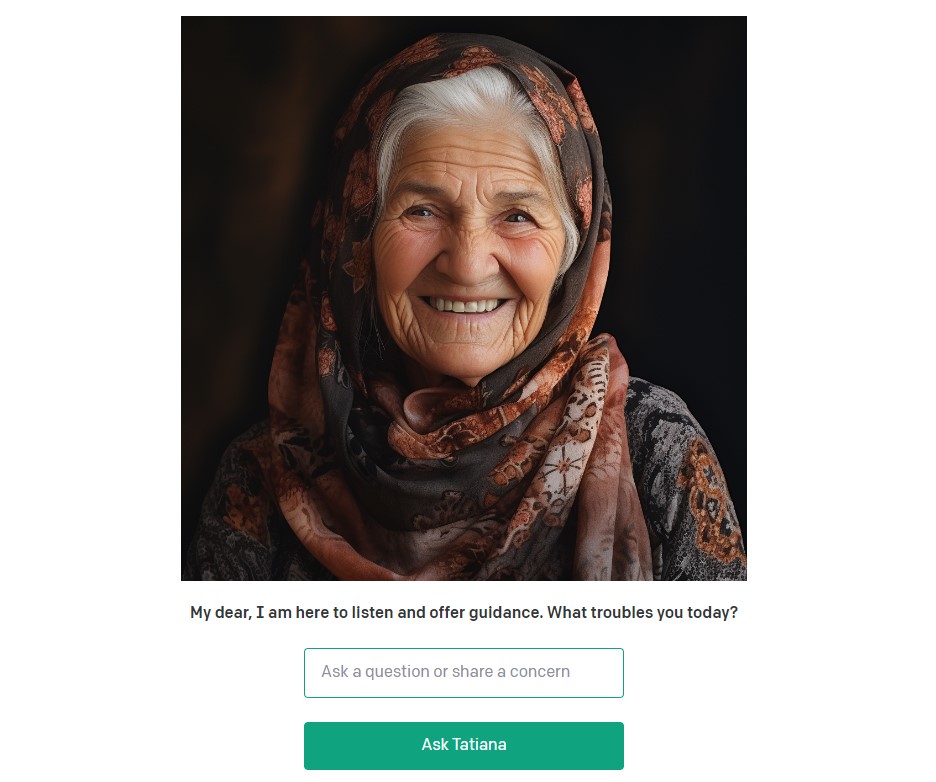 My dear, I am here to listen and offer guidance. What troubles you today?
Ask a question or share a concern
Ask Tatiana